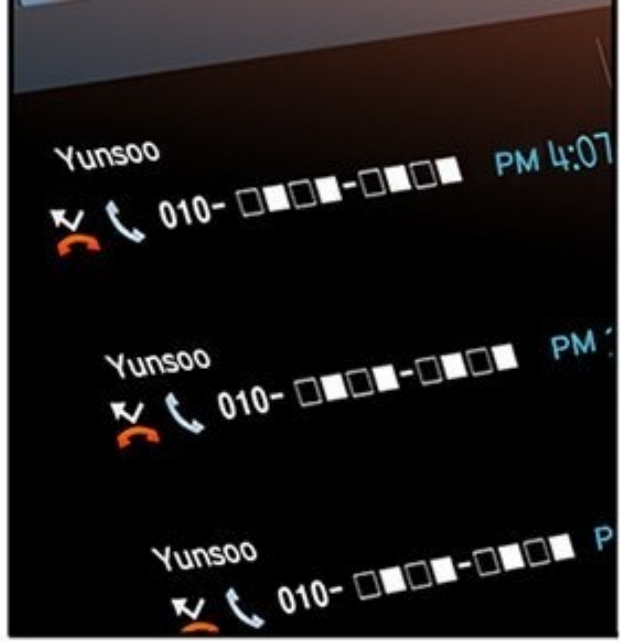 Yunsoo
010- □■□■-□■□■ PM 4:07
Yunsoo
010- □■□■-□■□■ PM
Yunsoo
010- □■□■-□■□■